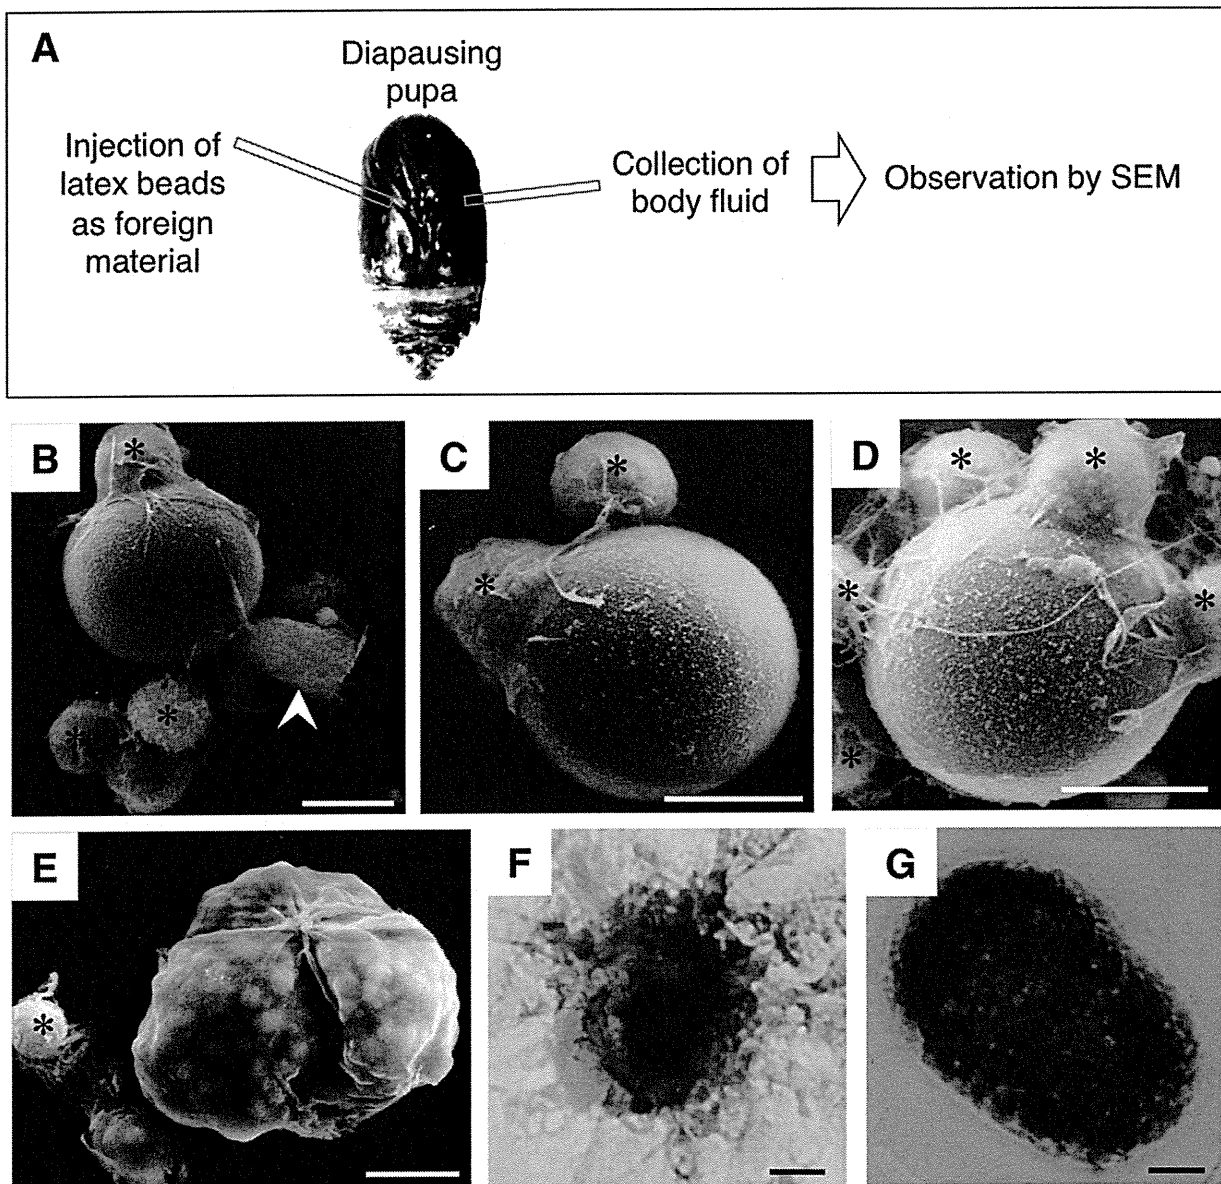 A
Diapausing
pupa
Injection of
latex beads
as foreign
material
Collection of
body fluid
Observation by SEM
B
*
*
*
C
*
*
D
*
*
*
*
*
E
*
F
G